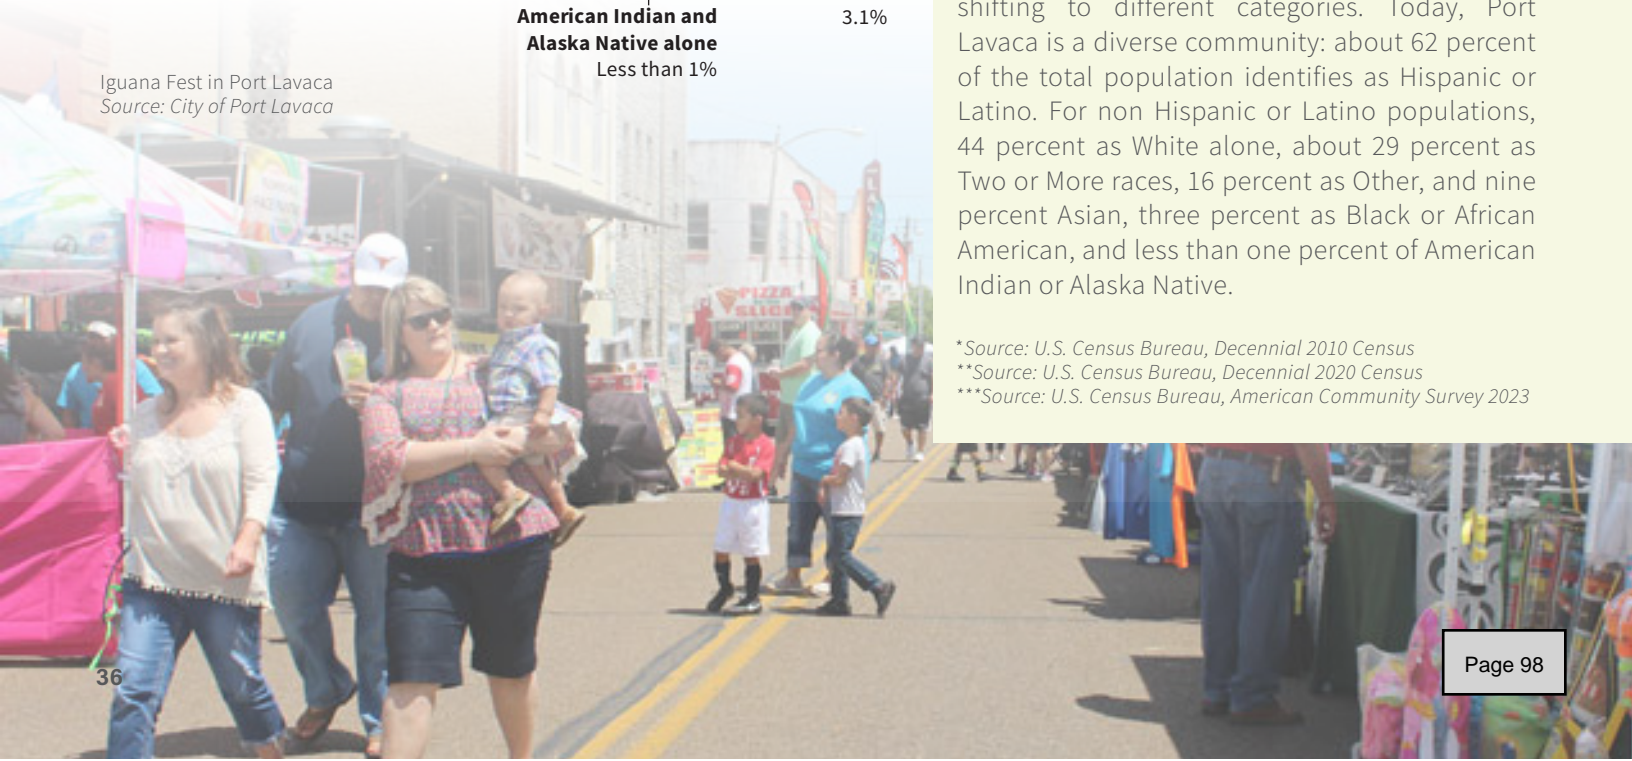 American Indian and
Alaska Native alone
Less than 1%
3.1%
Iguana Fest in Port Lavaca
Source: City of Port Lavaca
shifting to different categories. Today, Port
Lavaca is a diverse community: about 62 percent
of the total population identifies as Hispanic or
Latino. For non Hispanic or Latino populations,
44 percent as White alone, about 29 percent as
Two or More races, 16 percent as Other, and nine
percent Asian, three percent as Black or African
American, and less than one percent of American
Indian or Alaska Native.
*Source: U.S. Census Bureau, Decennial 2010 Census
**Source: U.S. Census Bureau, Decennial 2020 Census
***Source: U.S. Census Bureau, American Community Survey 2023
PIZZA
SLICE
36
Page 98